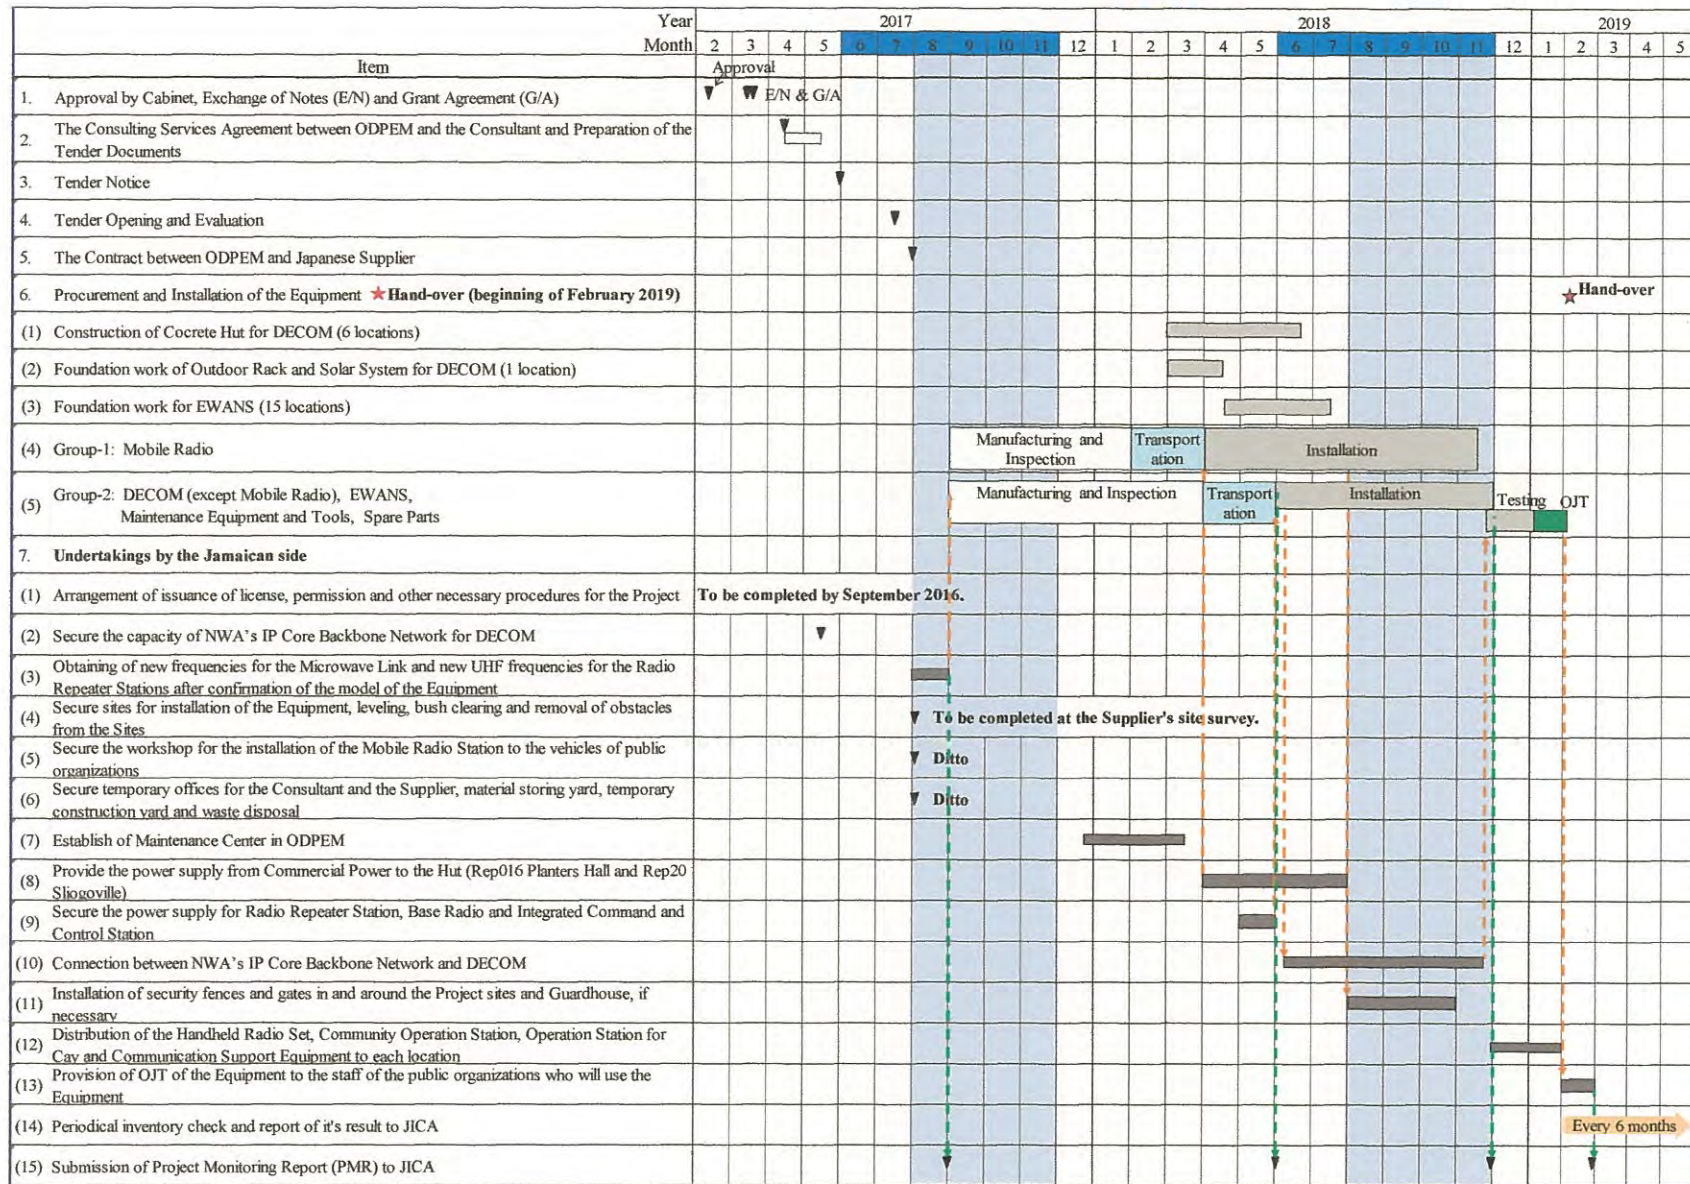 Year 2017 2018 2019
Month 2 3 4 5 6 7 8 9 10 11 12 1 2 3 4 5 6 7 8 9 10 11 12 1 2 3 4 5
Item Approval
1. Approval by Cabinet, Exchange of Notes (E/N) and Grant Agreement (G/A) E/N & G/A
2. The Consulting Services Agreement between ODPEM and the Consultant and Preparation of the
Tender Documents
3. Tender Notice
4. Tender Opening and Evaluation
5. The Contract between ODPEM and Japanese Supplier
6. Procurement and Installation of the Equipment ★Hand-over (beginning of February 2019) ★Hand-over
(1) Construction of Cocrete Hut for DECOM (6 locations)
(2) Foundation work of Outdoor Rack and Solar System for DECOM (1 location)
(3) Foundation work for EWANS (15 locations)
(4) Group-1: Mobile Radio
Manufacturing and
Inspection
Transport
ation
Installation
(5) Group-2: DECOM (except Mobile Radio), EWANS,
Maintenance Equipment and Tools, Spare Parts
Manufacturing and Inspection
Transport
ation
Installation
Testing OJT
7. Undertakings by the Jamaican side
(1) Arrangement of issuance of license, permission and other necessary procedures for the Project To be completed by September 2016.
(2) Secure the capacity of NWA's IP Core Backbone Network for DECOM
(3) Obtaining of new frequencies for the Microwave Link and new UHF frequencies for the Radio
Repeater Stations after confirmation of the model of the Equipment
(4) Secure sites for installation of the Equipment, leveling, bush clearing and removal of obstacles
from the Sites
To be completed at the Supplier's site survey.
(5) Secure the workshop for the installation of the Mobile Radio Station to the vehicles of public
organizations
Ditto
(6) Secure temporary offices for the Consultant and the Supplier, material storing yard, temporary
construction yard and waste disposal
Ditto
(7) Establish of Maintenance Center in ODPEM
(8) Provide the power supply from Commercial Power to the Hut (Rep016 Planters Hall and Rep20
Sliogoville)
(9) Secure the power supply for Radio Repeater Station, Base Radio and Integrated Command and
Control Station
(10) Connection between NWA's IP Core Backbone Network and DECOM
(11) Installation of security fences and gates in and around the Project sites and Guardhouse, if
necessary
(12) Distribution of the Handheld Radio Set, Community Operation Station, Operation Station for
Cay and Communication Support Equipment to each location
(13) Provision of OJT of the Equipment to the staff of the public organizations who will use the
Equipment
(14) Periodical inventory check and report of it's result to JICA Every 6 months
(15) Submission of Project Monitoring Report (PMR) to JICA